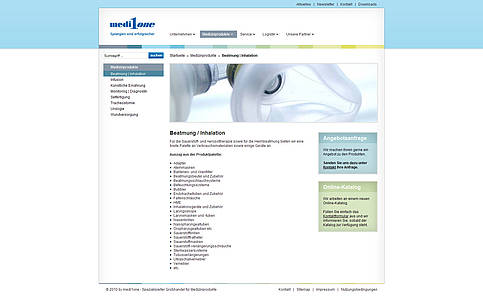 Aktuelles | Newsletter | Kontakt | Downloads
medi1one
Synergien sind erfolgreicher
Unternehmen Medizinprodukte Service Logistik Unsere Partner
Suchbegriff ... suchen
Startseite » Medizinprodukte » Beatmung / Inhalation
Medizinprodukte
Beatmung / Inhalation
Infusion
Künstliche Ernährung
Monitoring / Diagnostik
Tracheostomie
Urologie
Wundversorgung
Beatmung / Inhalation
Für die Sauerstoff- und Aerosoltherapie sowie für die Heimbeatmung bieten wir eine
breite Palette an Verbrauchsmaterialien sowie einige Geräte an.
Auszug aus der Produktpalette:
Adapter
Atemmasken
Bakterien- und Virenfilter
Beatmungsbeutel und Zubehör
Beatmungsschlauchsysteme
Befeuchtungssysteme
Bubbler
Endotrachealtuben und Zubehör
Faltenschläuche
HME
Inhalationsgeräte und Zubehör
Laryngoskope
Larynxmasken und -tuben
Nasenbrillen
Nasopharyngealtuben
Oropharyngealtuben etc.
Sauerstoffbrillen
Sauerstoffkatheter
Sauerstoffmasken
Sauerstoff-Verlängerungsschläuche
Sterilwassersysteme
Tubusverlängerungen
Ultraschallvernebler
Vernebler
etc.
Angebotsanfrage
Wir machen Ihnen gerne ein
Angebot zu den Produkten.
Senden Sie uns dazu unter
Kontakt Ihre Anfrage.
Online-Katalog
Wir arbeiten an einem neuen
Online-Katalog.
Füllen Sie einfach das
Kontaktformular aus und wir
informieren Sie, sobald der
Katalog zur Verfügung steht.
© 2010 by medi1one - Spezialisierter Großhandel für Medizinprodukte
Kontakt | Sitemap | Impressum | Nutzungsbedingungen